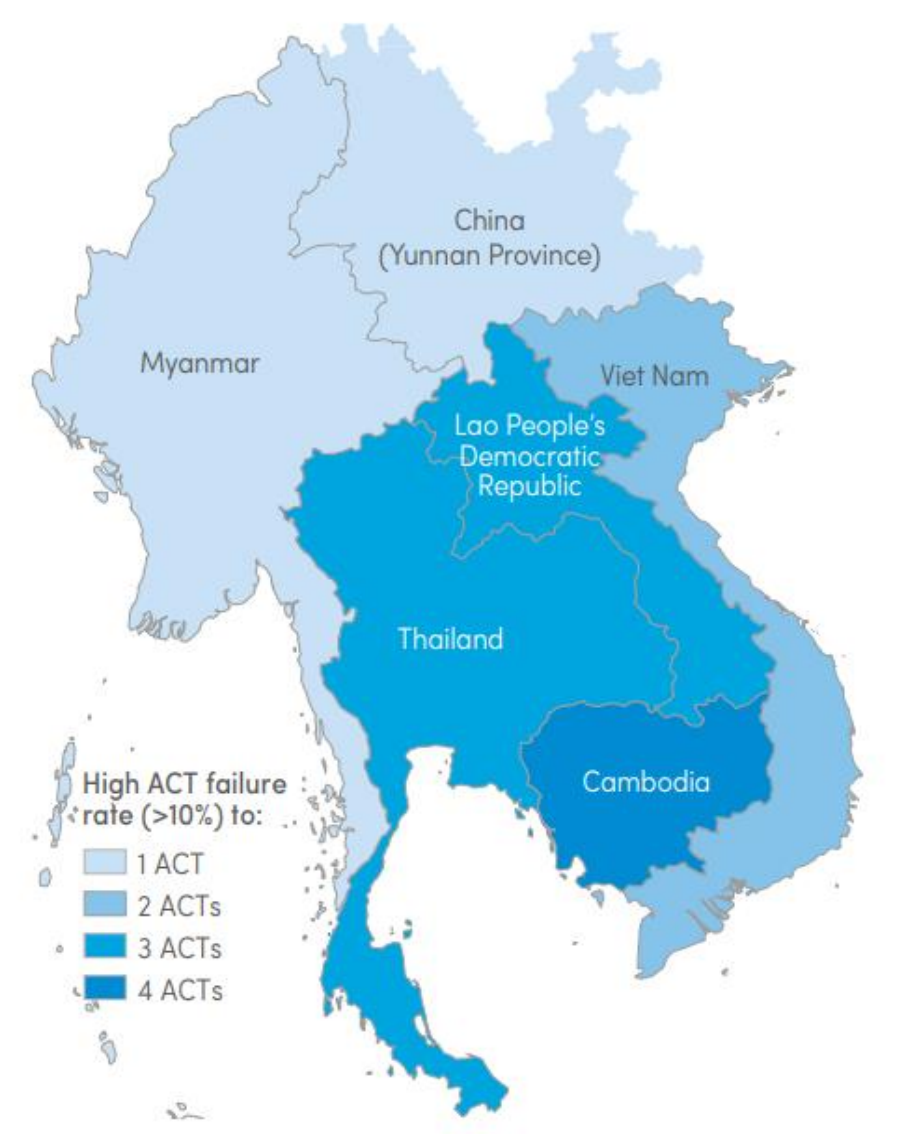 China
(Yunnan Province)
Myanmar
Viet Nam
Lao People's
Democratic
Republic
Thailand
Cambodia
High ACT failure
rate (>10%) to:
1 ACT
2 ACTs
3 ACTs
4 ACTs